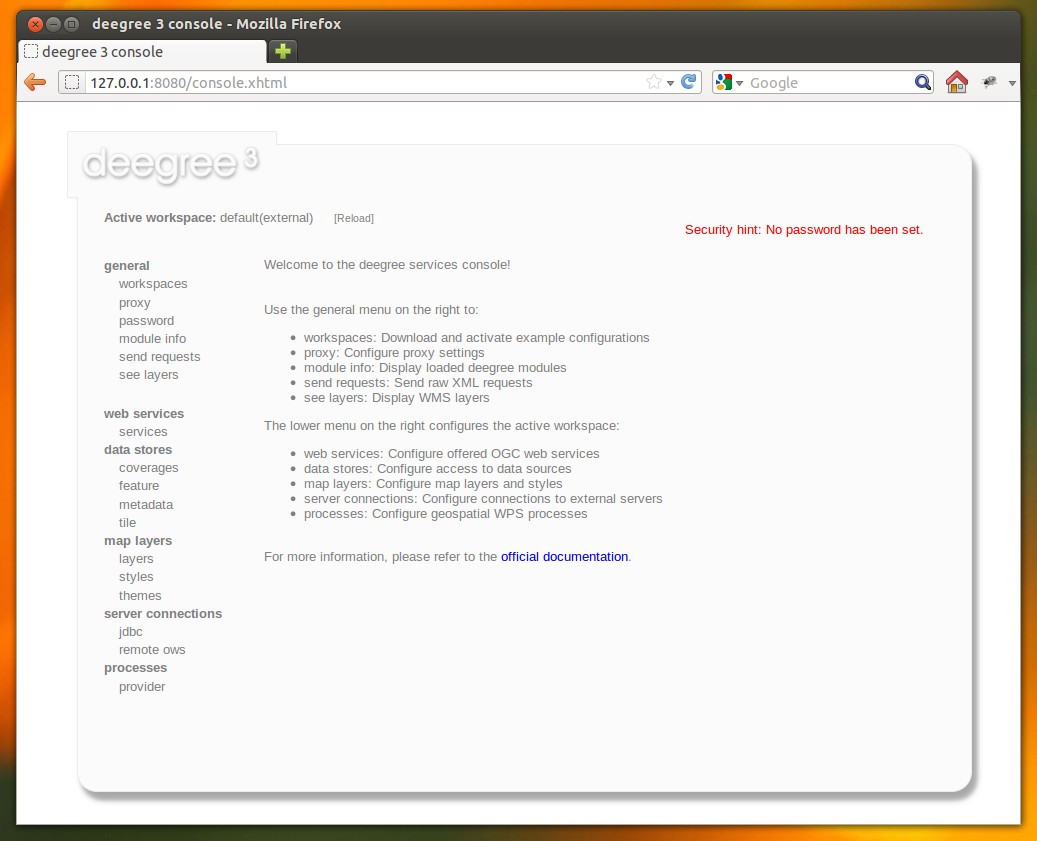 deegree 3 console - Mozilla Firefox
deegree 3 console
127.0.0.1:8080/console.xhtml
Google
deegree 3
Active workspace: default(external) [Reload]
Security hint: No password has been set.
general
workspaces
proxy
password
module info
send requests
see layers
web services
services
data stores
coverages
feature
metadata
tile
map layers
layers
styles
themes
server connections
jdbc
remote ows
processes
provider
Welcome to the deegree services console!
Use the general menu on the right to:
• workspaces: Download and activate example configurations
• proxy: Configure proxy settings
• module info: Display loaded deegree modules
• send requests: Send raw XML requests
• see layers: Display WMS layers
The lower menu on the right configures the active workspace:
• web services: Configure offered OGC web services
• data stores: Configure access to data sources
• map layers: Configure map layers and styles
• server connections: Configure connections to external servers
• processes: Configure geospatial WPS processes
For more information, please refer to the official documentation.